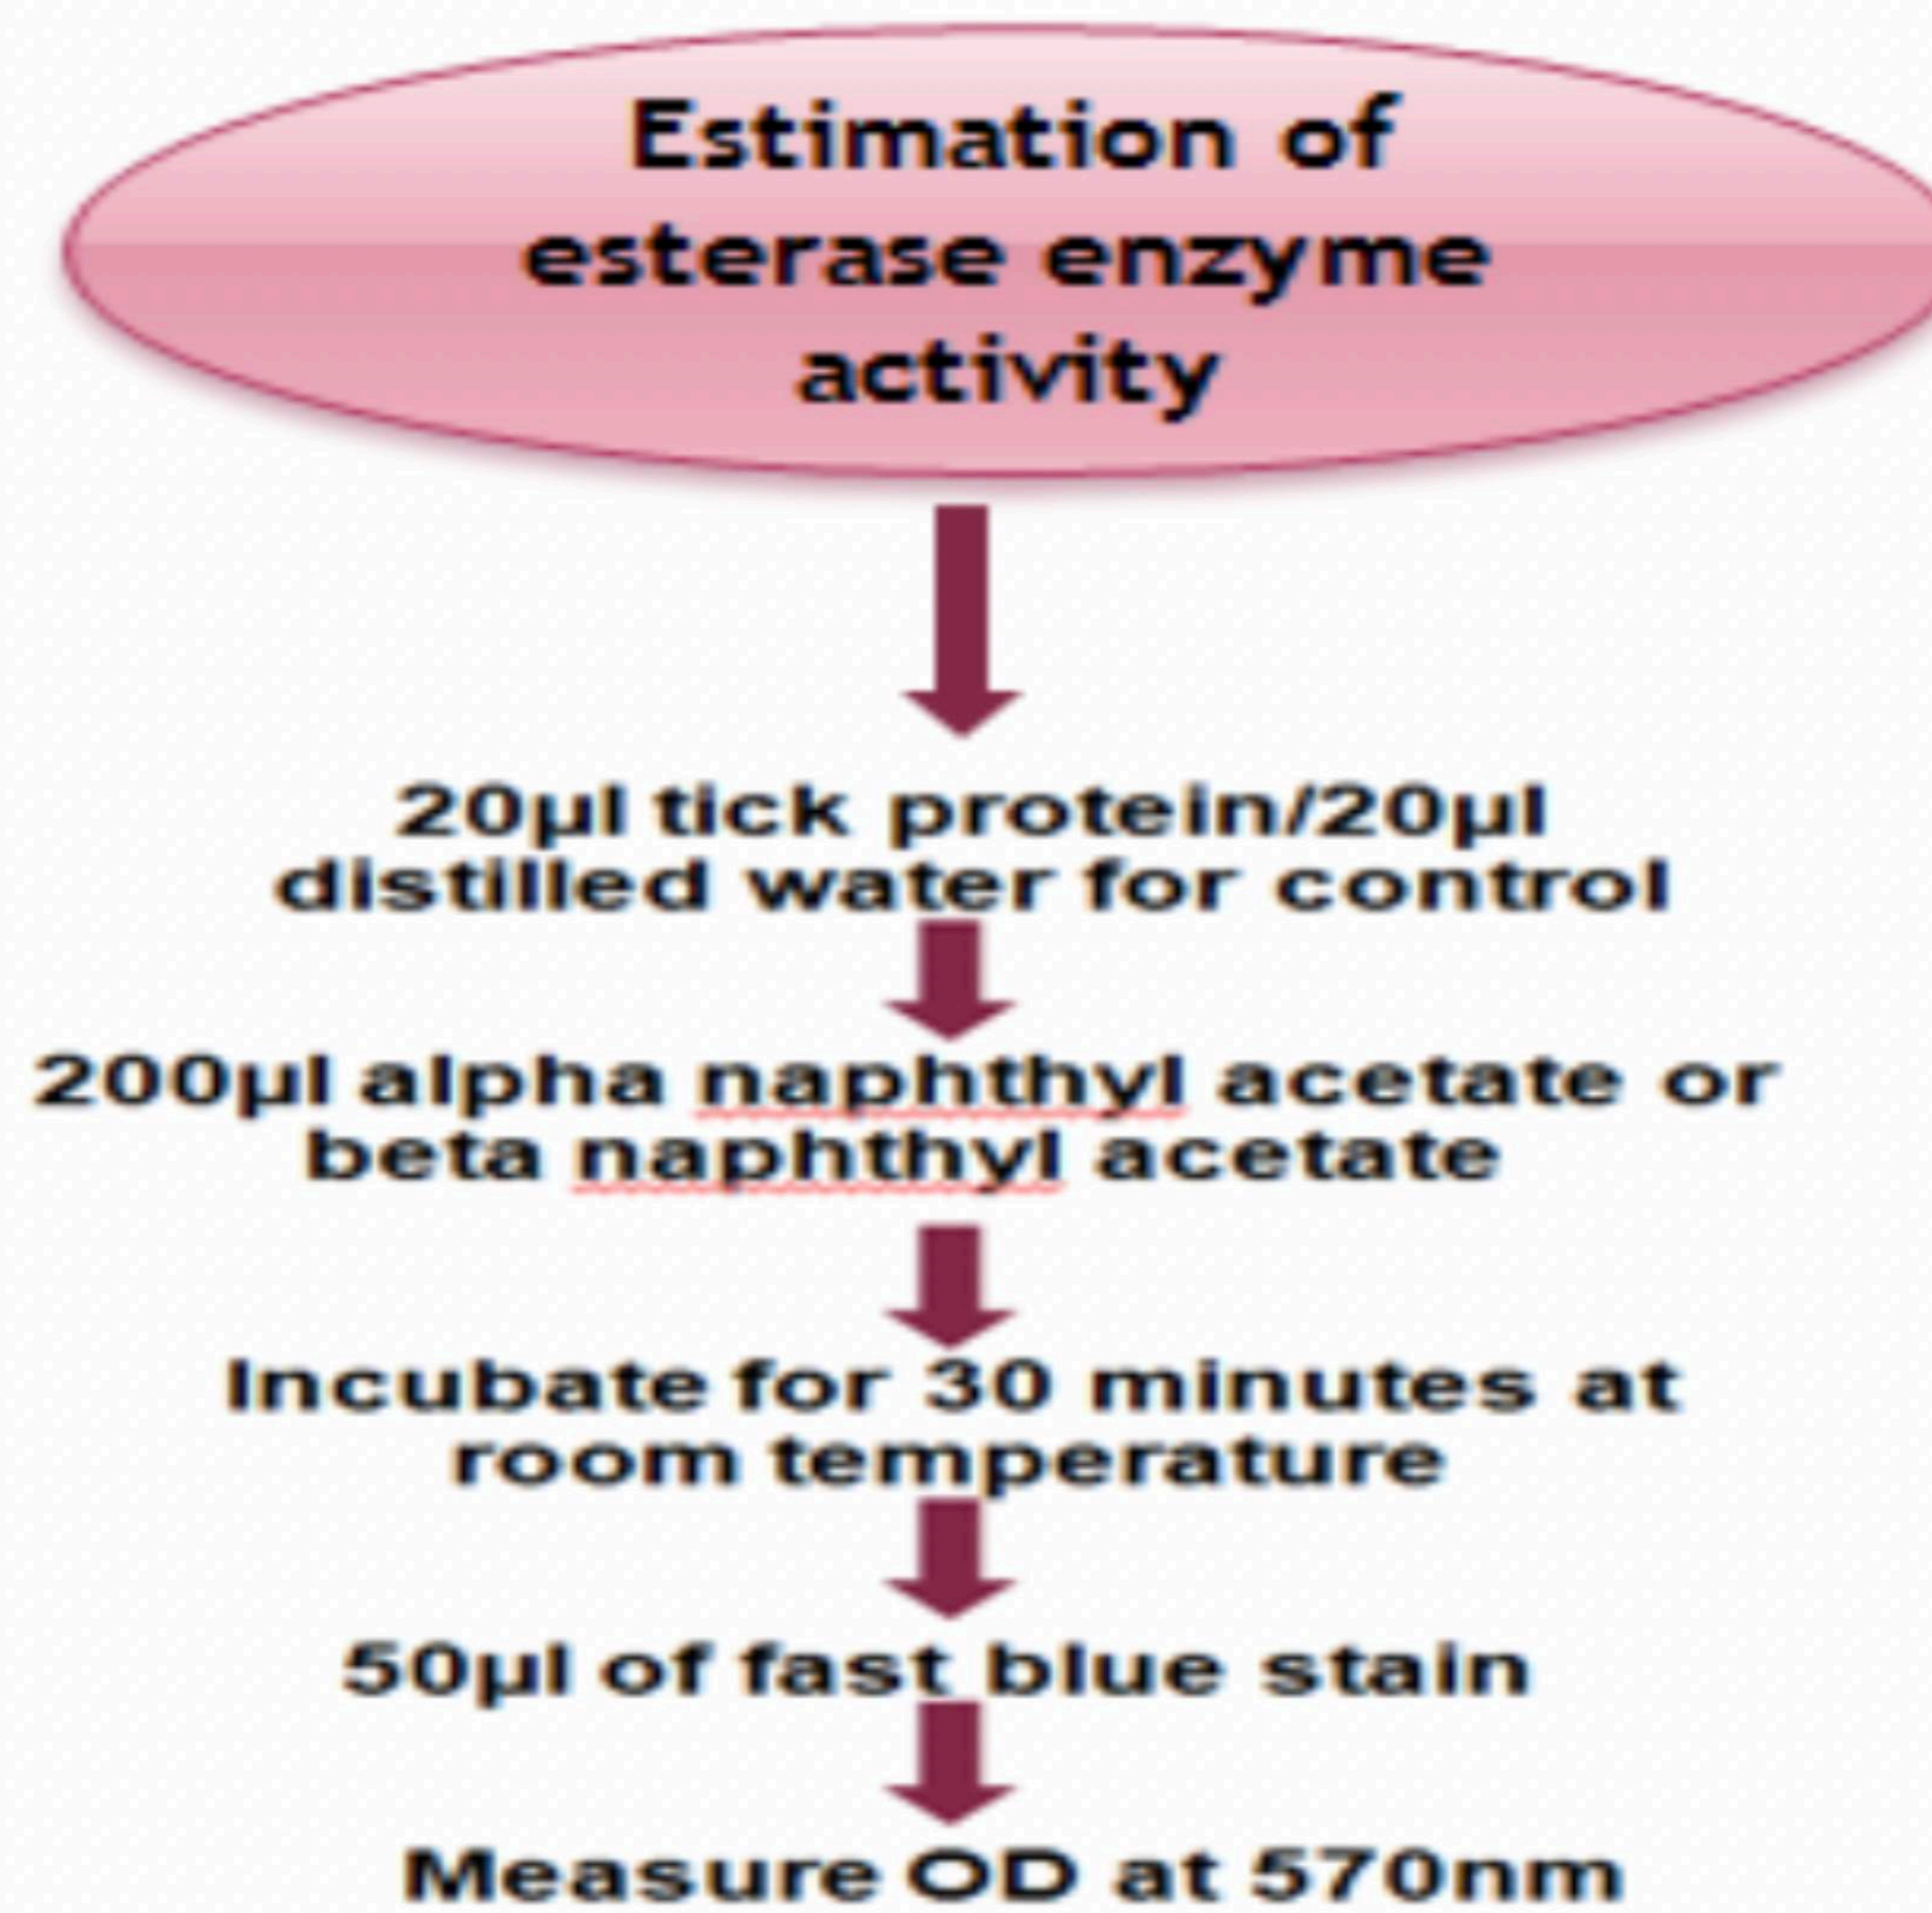 Estimation of
esterase enzyme
activity
20µl tick protein/20µl
distilled water for control
200µl alpha naphthyl acetate or
beta naphthyl acetate
Incubate for 30 minutes at
room temperature
50µl of fast blue stain
Measure OD at 570nm